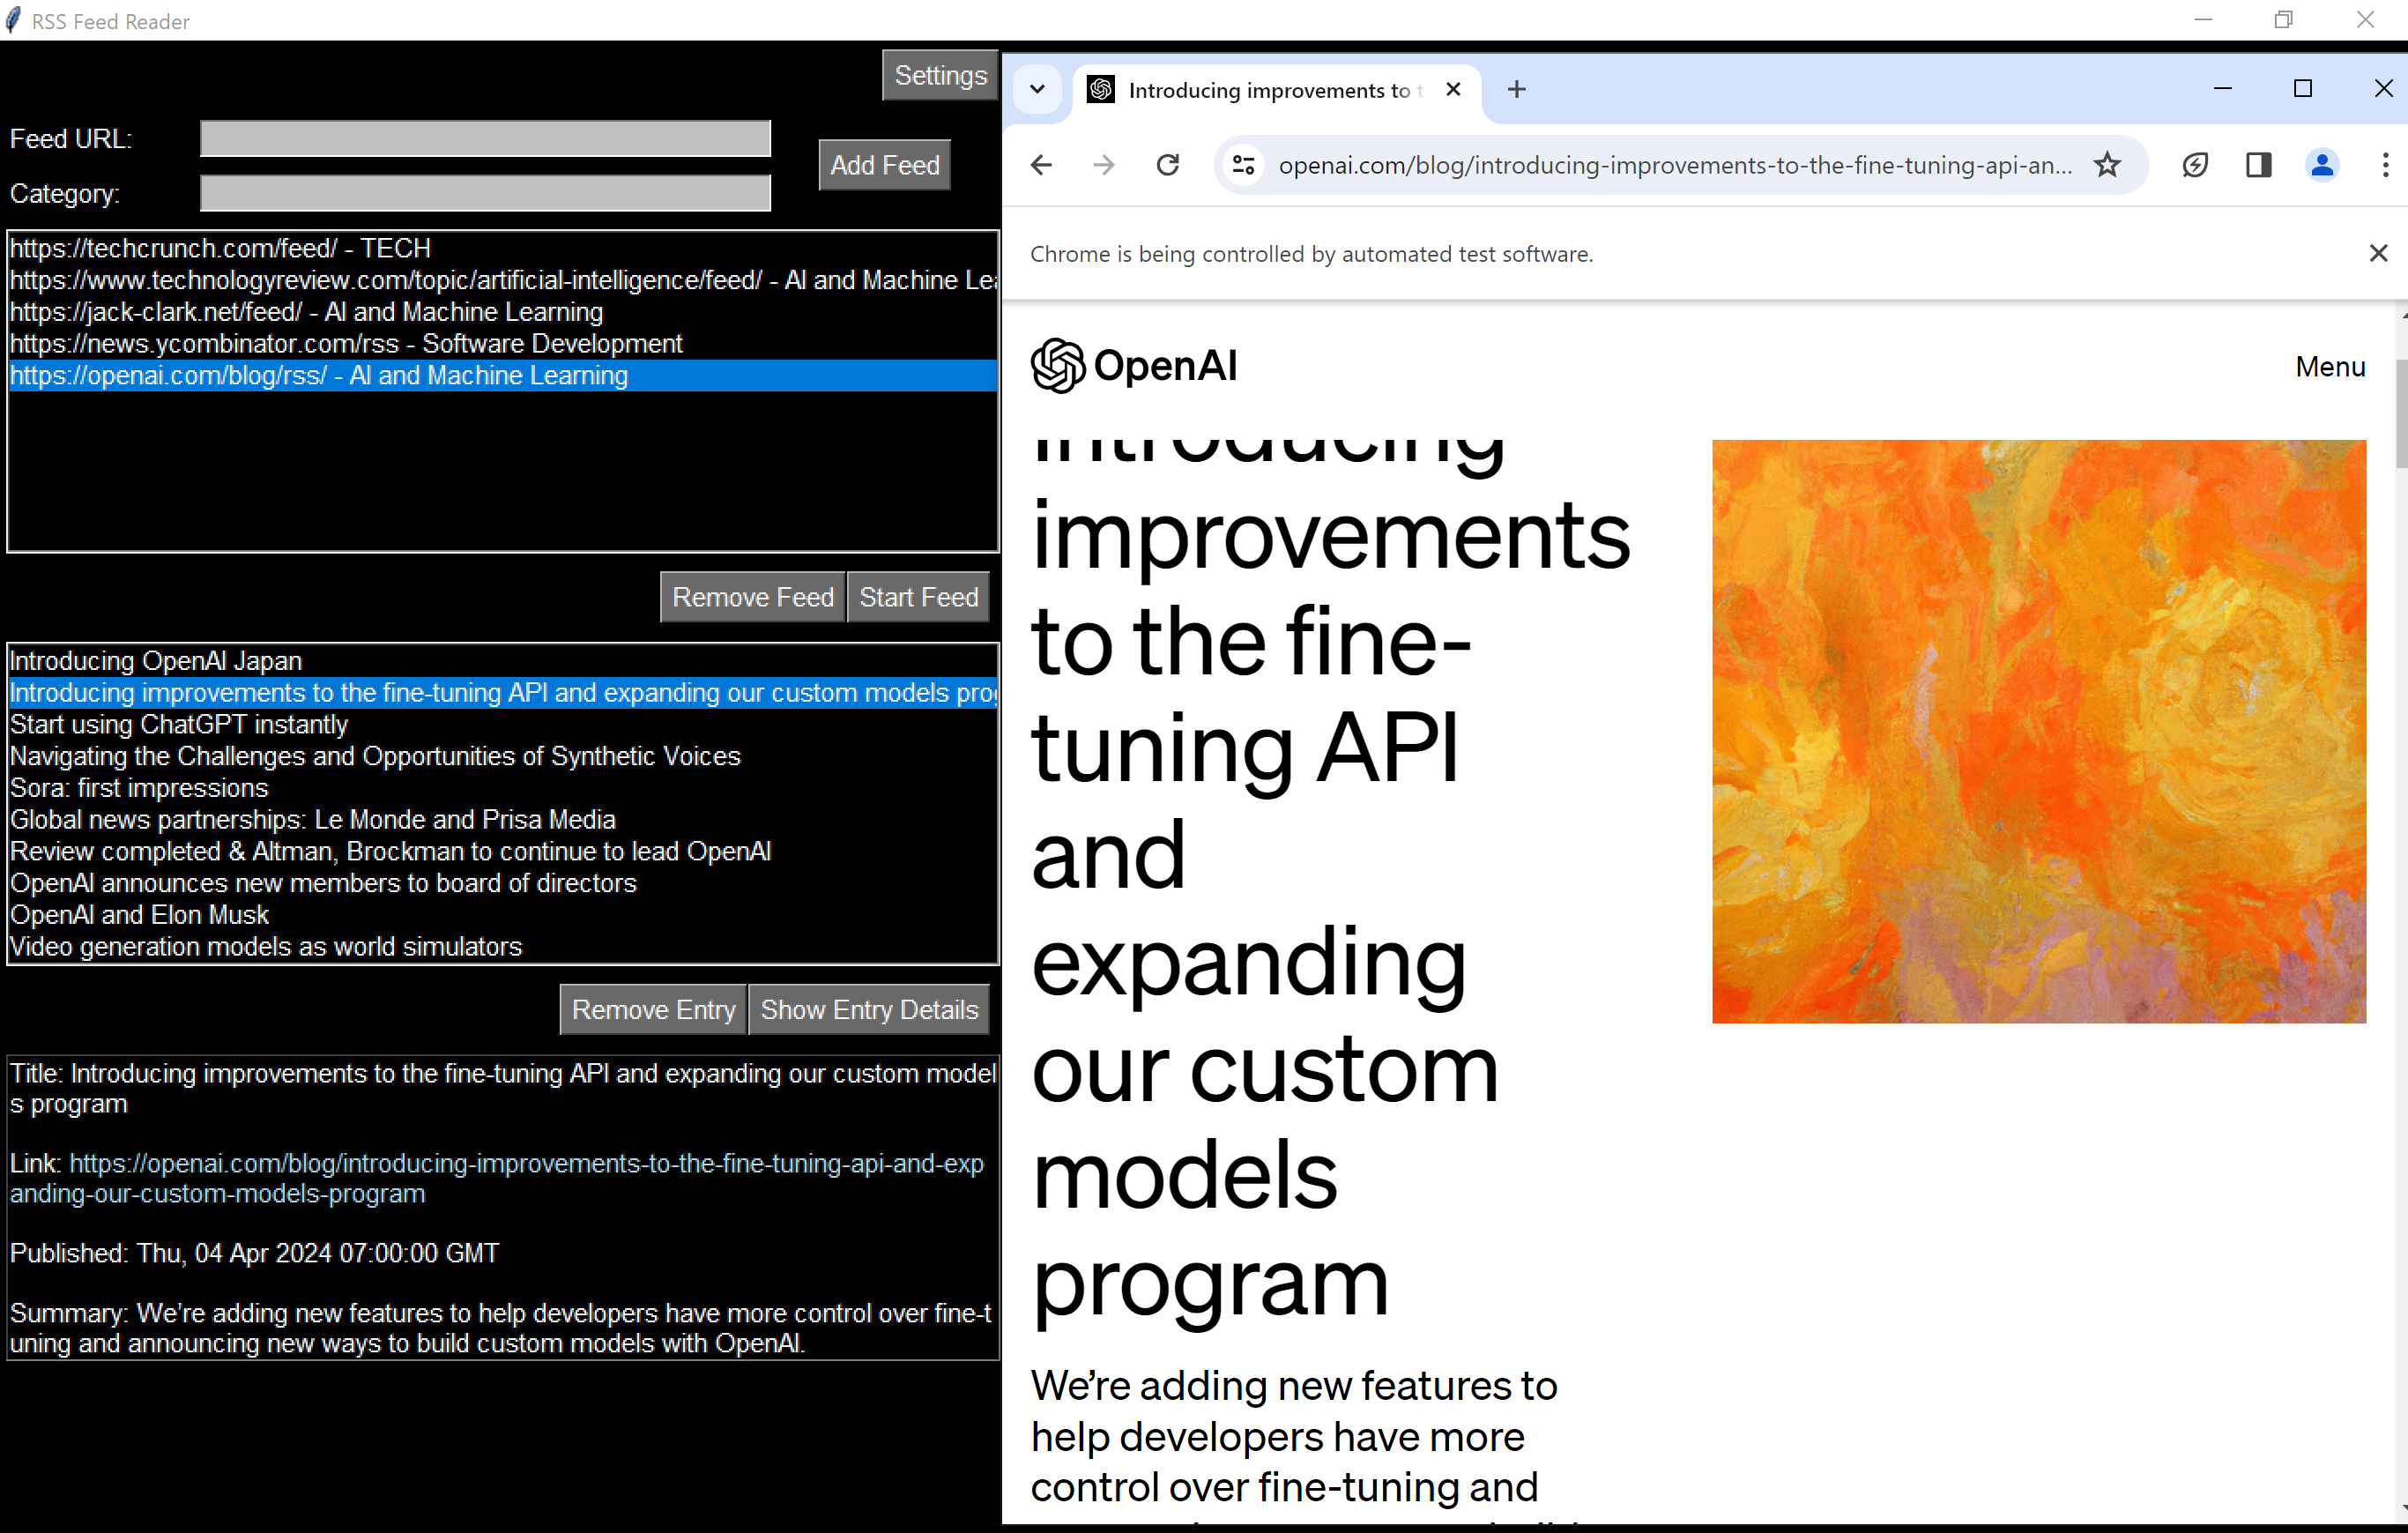 RSS Feed Reader
Settings
Feed URL:
Add Feed
Category:
https://techcrunch.com/feed/ - TECH
https://www.technologyreview.com/topic/artificial-intelligence/feed/ - AI and Machine Lea
https://jack-clark.net/feed/ - AI and Machine Learning
https://news.ycombinator.com/rss - Software Development
https://openai.com/blog/rss/ - AI and Machine Learning
Remove Feed
Start Feed
Introducing OpenAI Japan
Introducing improvements to the fine-tuning API and expanding our custom models prog
Start using ChatGPT instantly
Navigating the Challenges and Opportunities of Synthetic Voices
Sora: first impressions
Global news partnerships: Le Monde and Prisa Media
Review completed & Altman, Brockman to continue to lead OpenAI
OpenAI announces new members to board of directors
OpenAI and Elon Musk
Video generation models as world simulators
Remove Entry
Show Entry Details
Title: Introducing improvements to the fine-tuning API and expanding our custom model
s program
Link: https://openai.com/blog/introducing-improvements-to-the-fine-tuning-api-and-exp
anding-our-custom-models-program
Published: Thu, 04 Apr 2024 07:00:00 GMT
Summary: We're adding new features to help developers have more control over fine-t
uning and announcing new ways to build custom models with OpenAI.
Introducing improvements to t
openai.com/blog/introducing-improvements-to-the-fine-tuning-api-an...
Chrome is being controlled by automated test software.
OpenAI
Menu
Introducing
improvements
to the fine-
tuning API
and
expanding
our custom
models
program
We're adding new features to
help developers have more
control over fine-tuning and